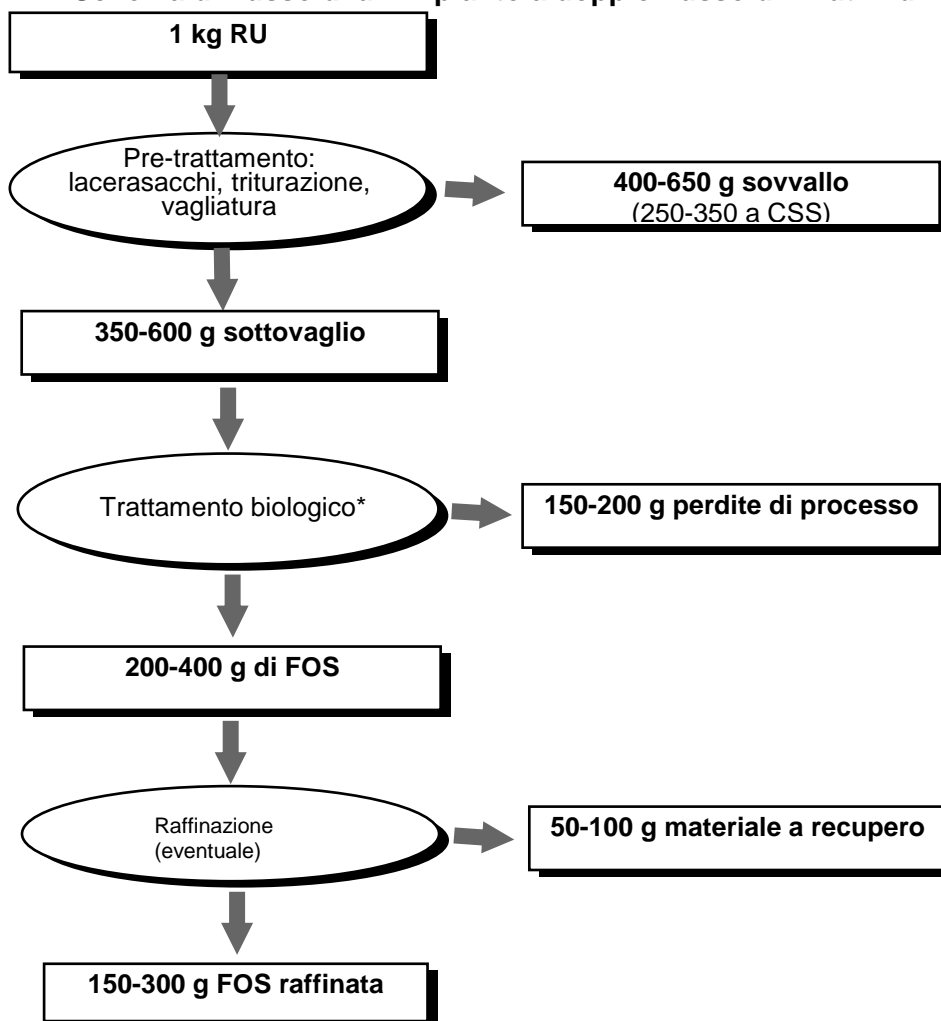 1 kg RU
Pre-trattamento:
lacerasacchi, triturazione,
vagliatura
400-650 g sovvallo
(250-350 a CSS)
350-600 g sottovaglio
Trattamento biologico*
150-200 g perdite di processo
200-400 g di FOS
Raffinazione
(eventuale)
50-100 g materiale a recupero
150-300 g FOS raffinata